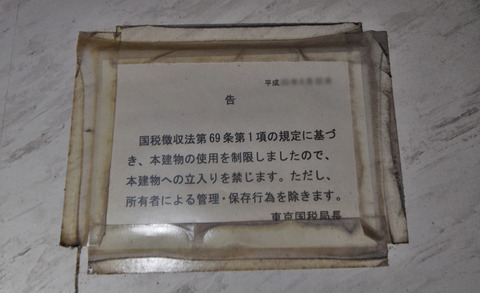 平成
告
国税徴収法第69条第1項の規定に基づ
き、本建物の使用を制限しましたので、
本建物への立入りを禁じます。ただし、
所有者による管理・保存行為を除きます。
東京国税局長